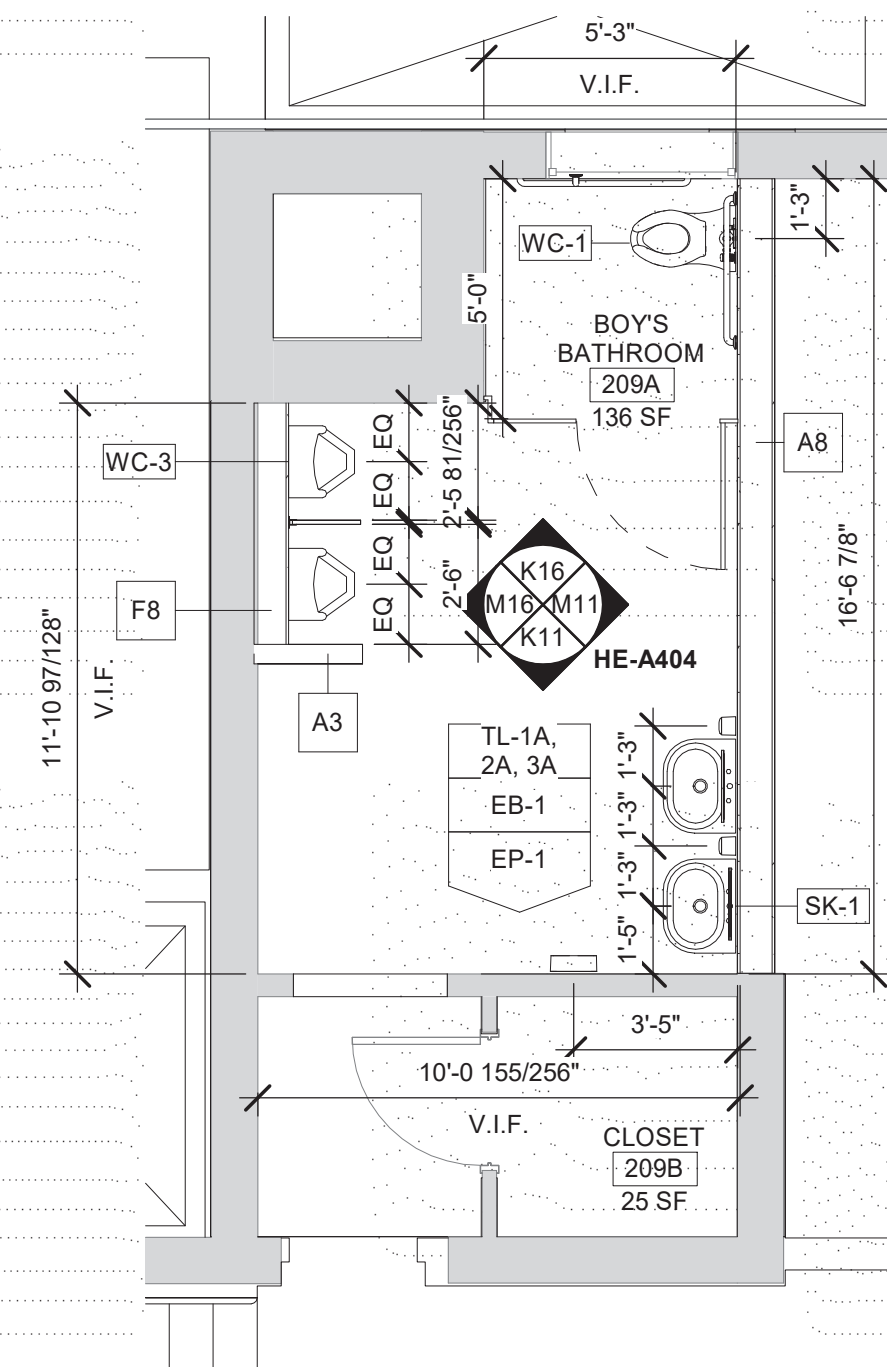 5'-3"
V.I.F.
WC-1
1'-3"
5'-0"
BOY'S
BATHROOM
209A
136 SF
A8
WC-3
EQ
EQ
2'-5 81/256"
EQ
EQ
2'-6"
F8
K16
M16
M11
K11
HE-A404
11'-10 97/128"
V.I.F.
16'-6 7/8"
A3
TL-1A,
2A, 3A
EB-1
EP-1
1'-3"
1'-3"
1'-3"
1'-5"
SK-1
3'-5"
10'-0 155/256"
V.I.F.
CLOSET
209B
25 SF